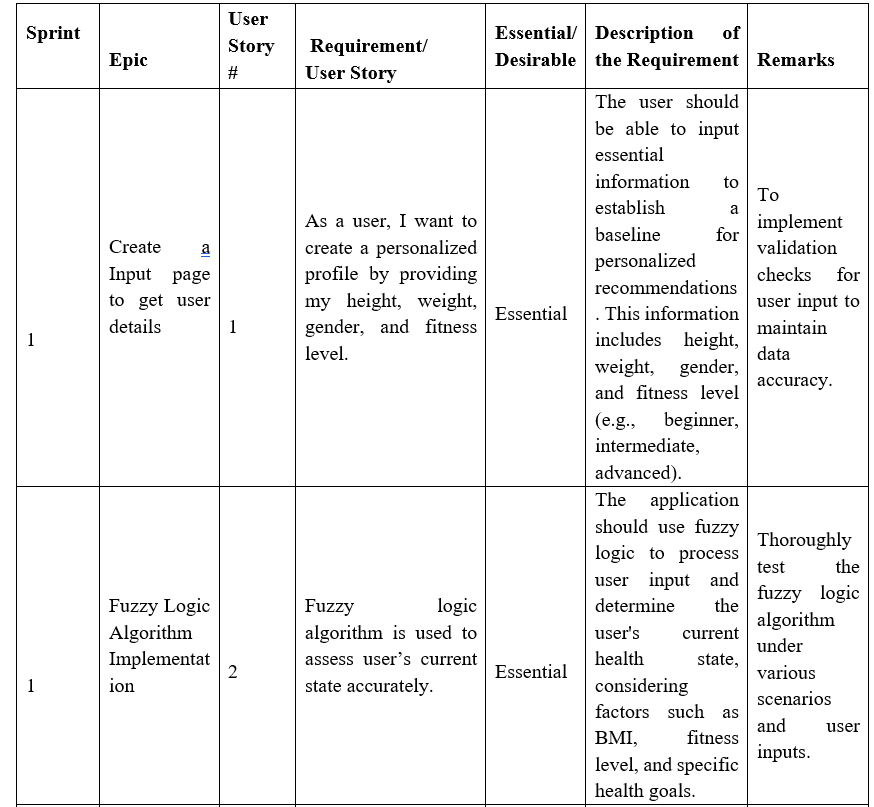 Sprint
Epic
User
Story
#
Requirement/
User Story
Essential/
Desirable
Description of
the Requirement
Remarks
1
Create a
Input page
to get user
details
1
As a user, I want to
create a personalized
profile by providing
my height, weight,
gender, and fitness
level.
Essential
The user should
be able to input
essential
information to
establish a
baseline for
personalized
recommendations
. This information
includes height,
weight, gender,
and fitness level
(e.g., beginner,
intermediate,
advanced).
To
implement
validation
checks for
user input to
maintain
data
accuracy.
1
Fuzzy Logic
Algorithm
Implementat
ion
2
Fuzzy logic
algorithm is used to
assess user’s current
state accurately.
Essential
The application
should use fuzzy
logic to process
user input and
determine the
user's current
health state,
considering
factors such as
BMI, fitness
level, and specific
health goals.
Thoroughly
test the
fuzzy logic
algorithm
under
various
scenarios
and user
inputs.